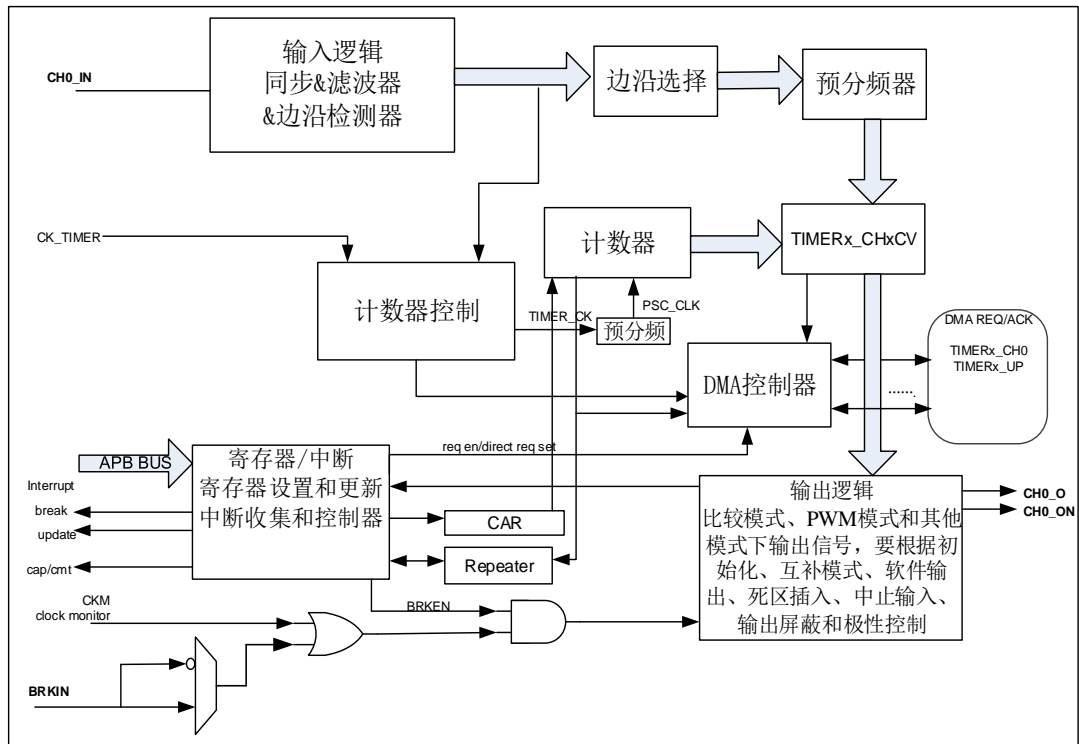 CH0_IN
输入逻辑
同步&滤波器
&边沿检测器
边沿选择
预分频器
CK_TIMER
计数器控制
计数器
TIMERx_CHxCV
TIMER_CK
PSC_CLK
预分频
DMA控制器
DMA REQ/ACK
TIMERx_CH0
TIMERx_UP
…….
req en/direct req set
APB BUS
寄存器/中断
寄存器设置和更新
中断收集和控制器
Interrupt
break
update
cap/cmt
CAR
Repeater
输出逻辑
比较模式、PWM模式和其他
模式下输出信号，要根据初
始化、互补模式、软件输
出、死区插入、中止输入、
输出屏蔽和极性控制
CH0_O
CH0_ON
CKM
clock monitor
BRKEN
BRKIN